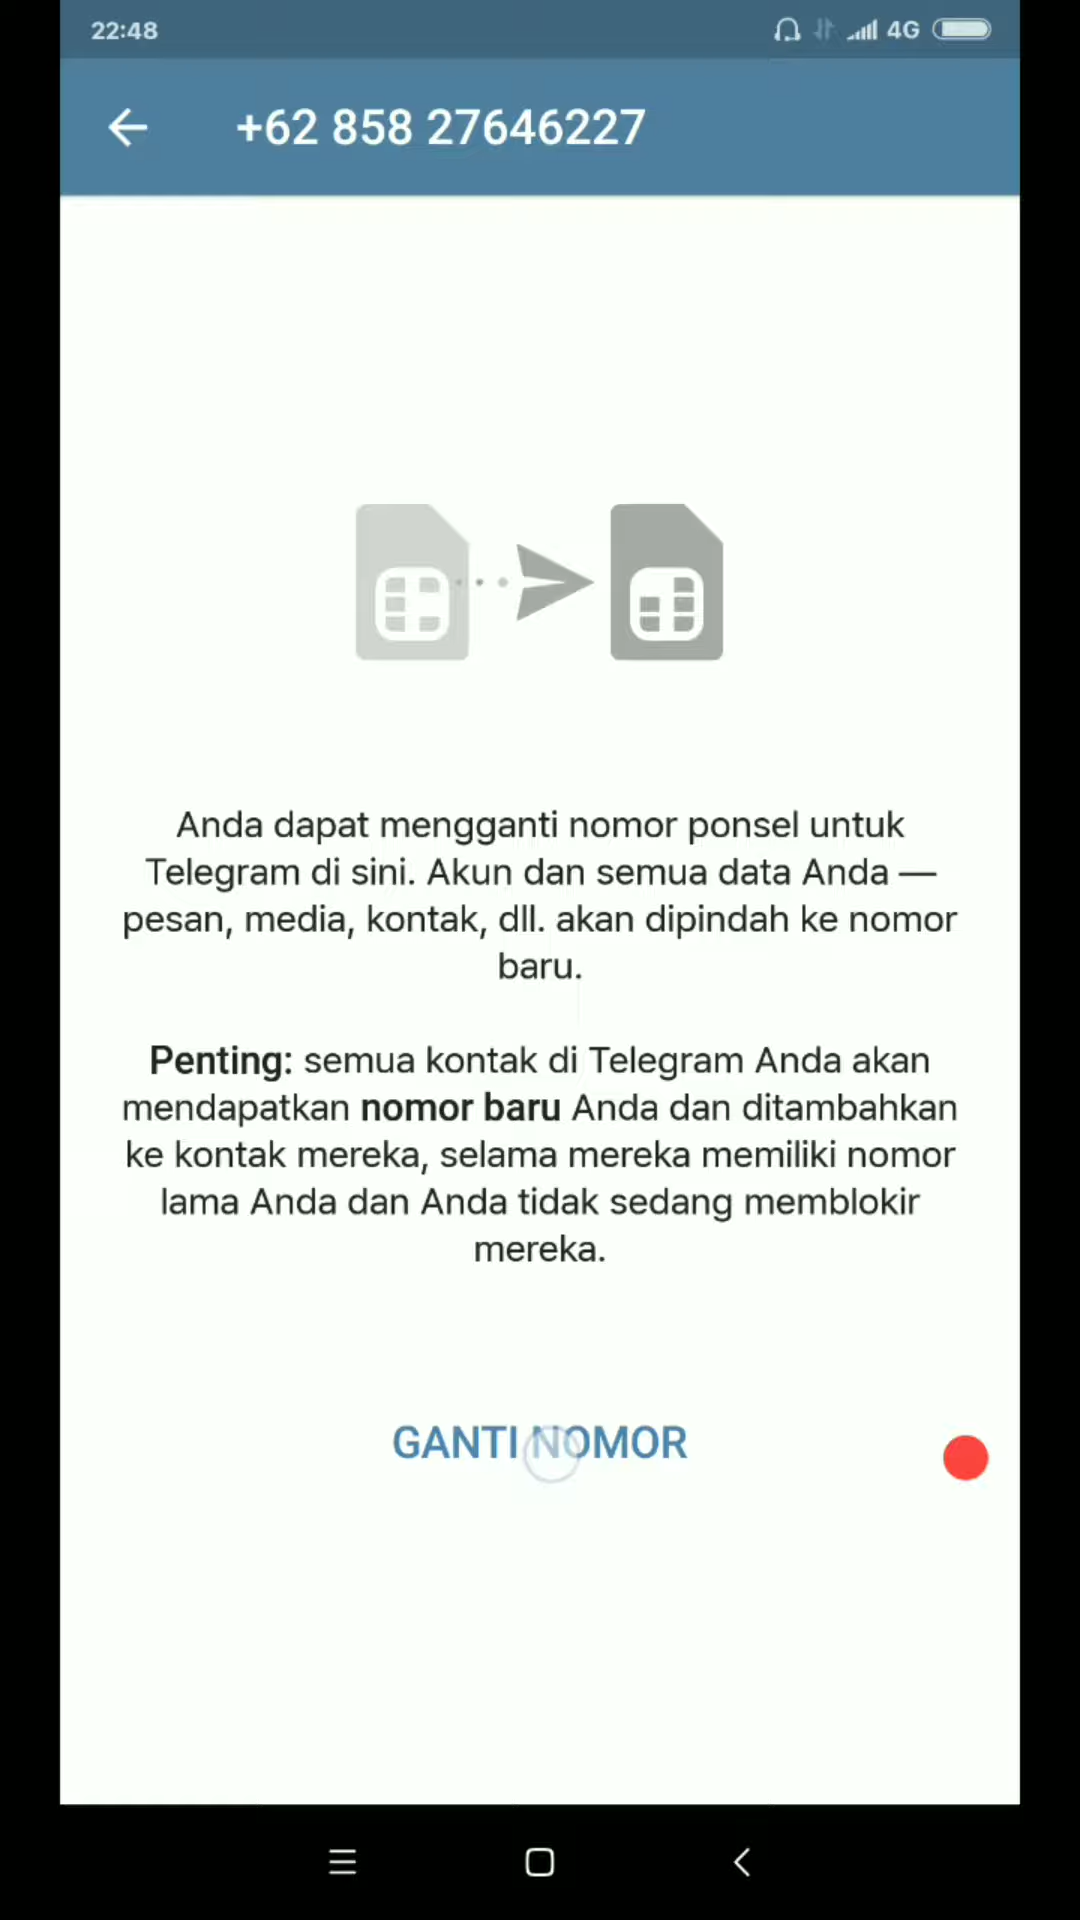 22:48
4G
+62 858 27646227
Anda dapat mengganti nomor ponsel untuk
Telegram di sini. Akun dan semua data Anda —
pesan, media, kontak, dll. akan dipindah ke nomor
baru.
Penting: semua kontak di Telegram Anda akan
mendapatkan nomor baru Anda dan ditambahkan
ke kontak mereka, selama mereka memiliki nomor
lama Anda dan Anda tidak sedang memblokir
mereka.
GANTI NOMOR